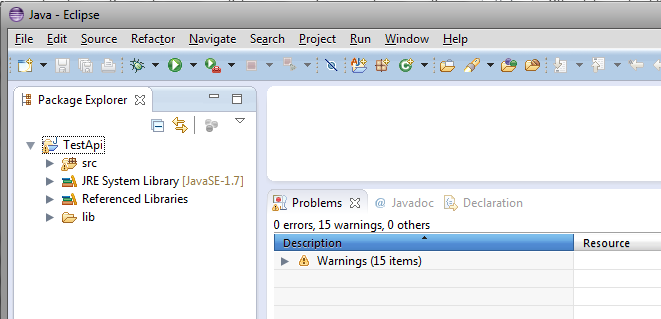 Java - Eclipse
File Edit Source Refactor Navigate Search Project Run Window Help
Package Explorer
TestApi
src
JRE System Library [JavaSE-1.7]
Referenced Libraries
lib
Problems @ Javadoc Declaration
0 errors, 15 warnings, 0 others
Description Resource
Warnings (15 items)